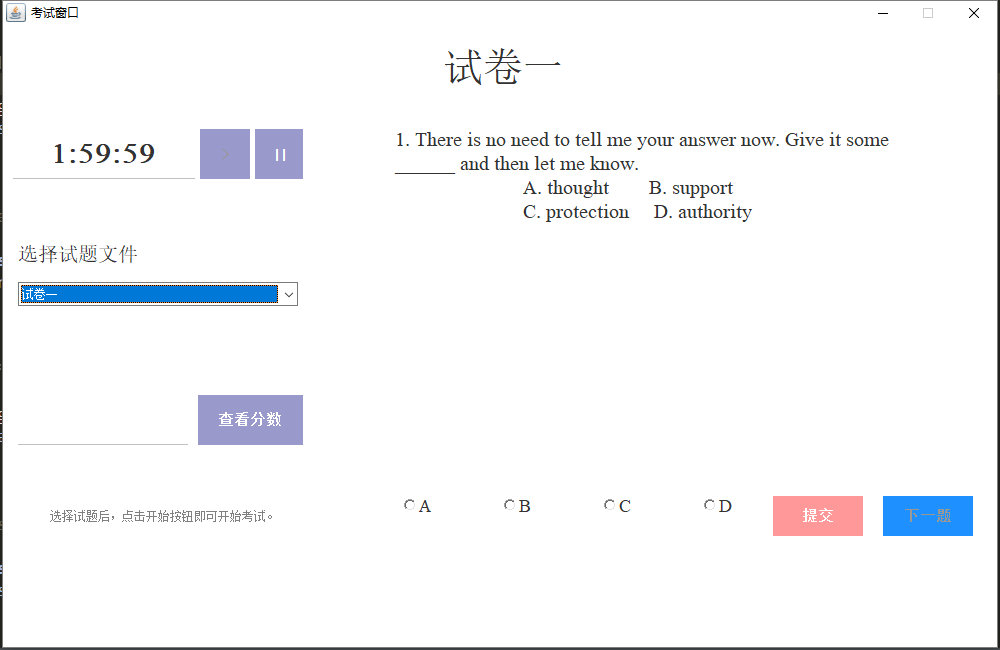 考试窗口
试卷一
1:59:59
1. There is no need to tell me your answer now. Give it some
______ and then let me know.
A. thought B. support
C. protection D. authority
选择试题文件
试卷一
查看分数
选择试题后，点击开始按钮即可开始考试。
A B C D 提交 下一题